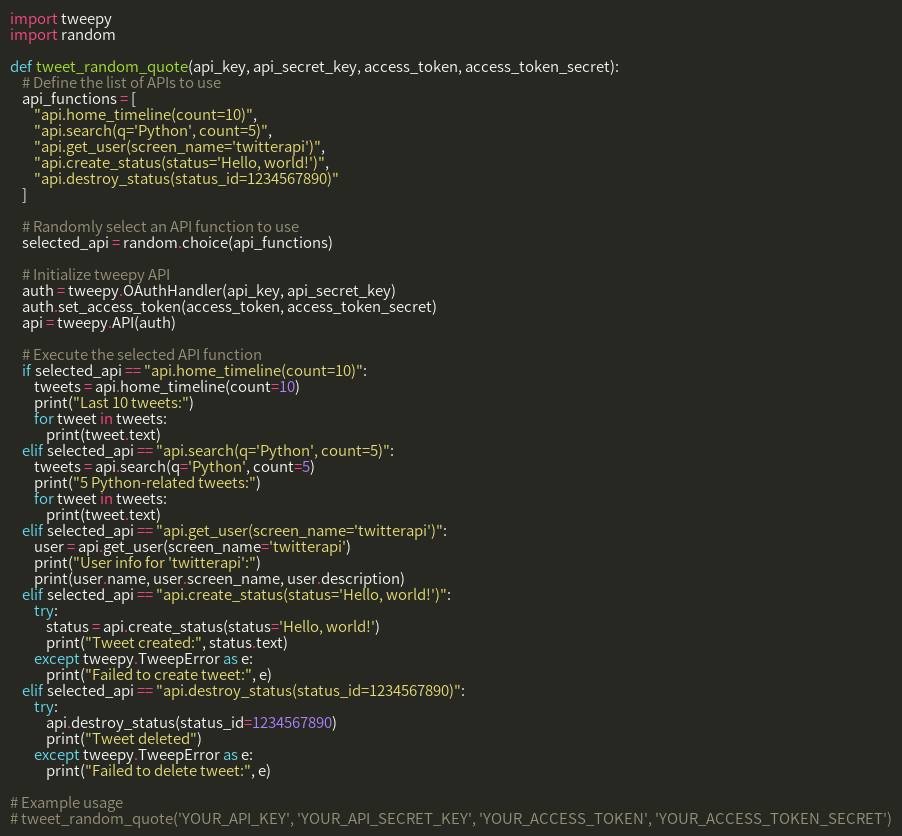 import tweepy
import random

def tweet_random_quote(api_key, api_secret_key, access_token, access_token_secret):
    # Define the list of APIs to use
    api_functions = [
        "api.home_timeline(count=10)",
        "api.search(q='Python', count=5)",
        "api.get_user(screen_name='twitterapi')",
        "api.create_status(status='Hello, world!')",
        "api.destroy_status(status_id=1234567890)"
    ]

    # Randomly select an API function to use
    selected_api = random.choice(api_functions)

    # Initialize tweepy API
    auth = tweepy.OAuthHandler(api_key, api_secret_key)
    auth.set_access_token(access_token, access_token_secret)
    api = tweepy.API(auth)

    # Execute the selected API function
    if selected_api == "api.home_timeline(count=10)":
        tweets = api.home_timeline(count=10)
        print("Last 10 tweets:")
        for tweet in tweets:
            print(tweet.text)
    elif selected_api == "api.search(q='Python', count=5)":
        tweets = api.search(q='Python', count=5)
        print("5 Python-related tweets:")
        for tweet in tweets:
            print(tweet.text)
    elif selected_api == "api.get_user(screen_name='twitterapi')":
        user = api.get_user(screen_name='twitterapi')
        print("User info for 'twitterapi':")
        print(user.name, user.screen_name, user.description)
    elif selected_api == "api.create_status(status='Hello, world!')":
        try:
            status = api.create_status(status='Hello, world!')
            print("Tweet created:", status.text)
        except tweepy.TweepError as e:
            print("Failed to create tweet:", e)
    elif selected_api == "api.destroy_status(status_id=1234567890)":
        try:
            api.destroy_status(status_id=1234567890)
            print("Tweet deleted")
        except tweepy.TweepError as e:
            print("Failed to delete tweet:", e)

# Example usage
# tweet_random_quote('YOUR_API_KEY', 'YOUR_API_SECRET_KEY', 'YOUR_ACCESS_TOKEN', 'YOUR_ACCESS_TOKEN_SECRET')